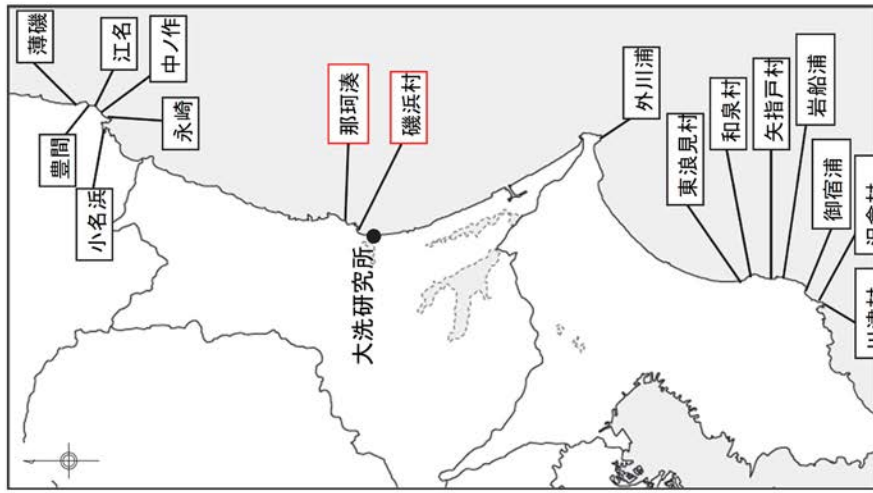 薄磯
江名
中ノ作
永崎
豊間
小名浜
那珂湊
磯浜村
大洗研究所
外川浦
東浪見村
和泉村
矢指戸村
岩船浦
御宿浦